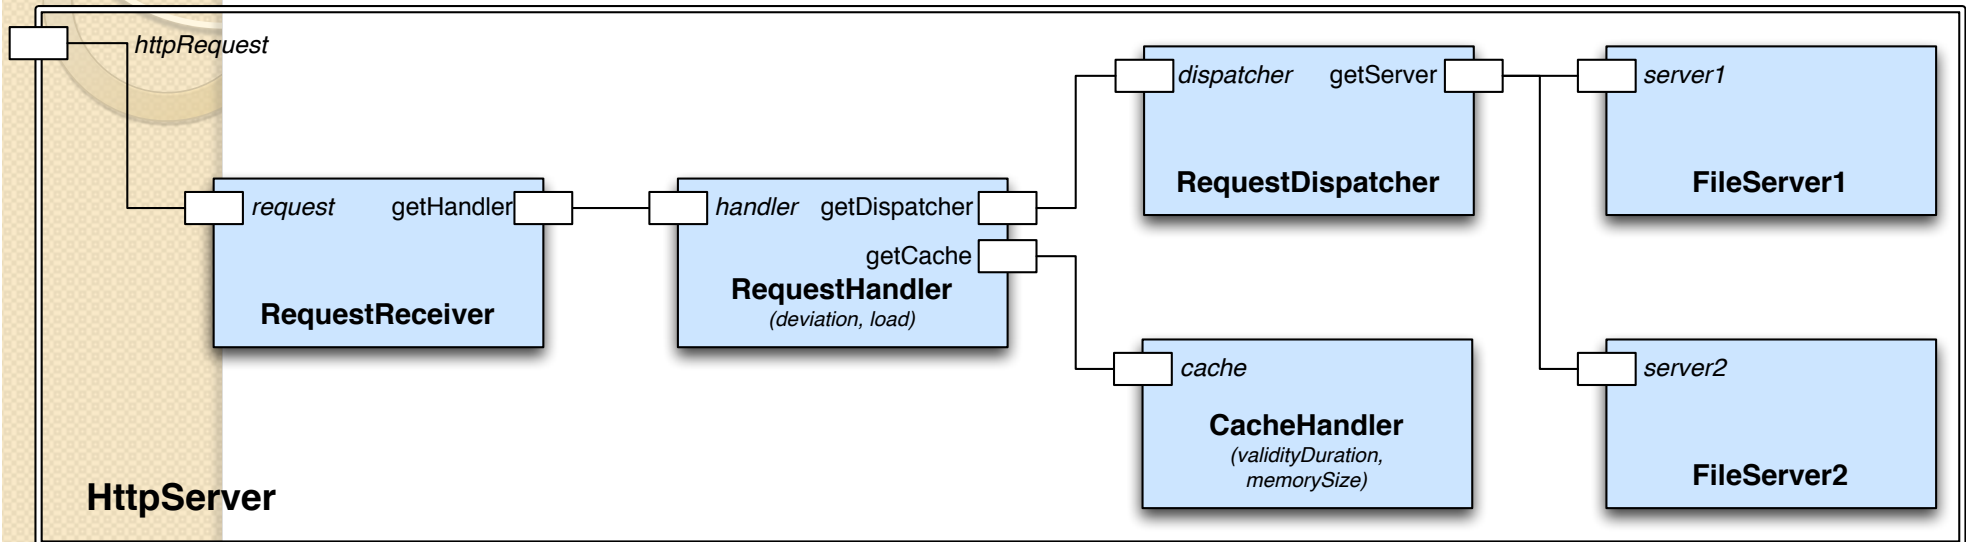 httpRequest
dispatcher getServer
server1
RequestDispatcher
FileServer1
request getHandler
handler getDispatcher
getCache
RequestReceiver
RequestHandler
(deviation, load)
cache
server2
CacheHandler
(validityDuration,
memorySize)
FileServer2
HttpServer